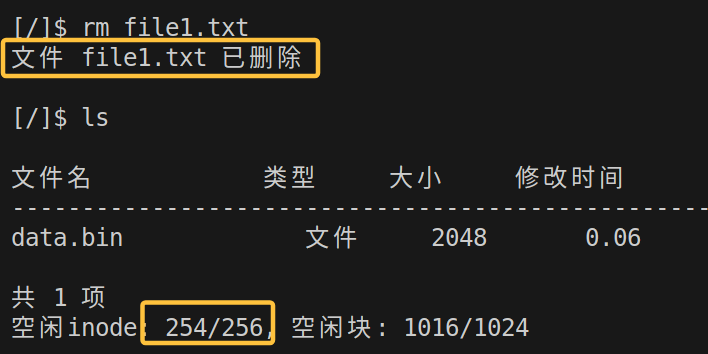 [/]$ rm file1.txt
文件 file1.txt 已删除
[/]$ ls
文件名 类型 大小 修改时间
--------------------------------------------------
data.bin 文件 2048 0.06
共 1 项
空闲inode: 254/256, 空闲块: 1016/1024